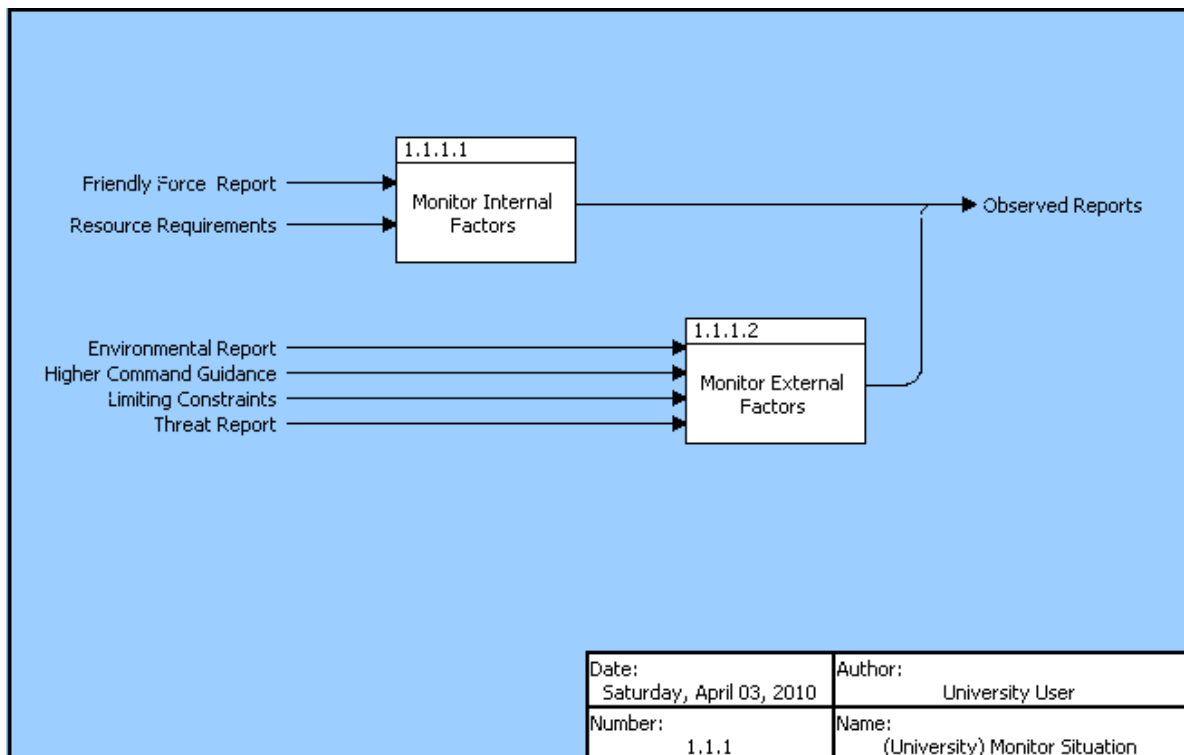 1.1.1.1
Friendly Force Report
Monitor Internal
Factors
Resource Requirements
Observed Reports
1.1.1.2
Environmental Report
Higher Command Guidance
Monitor External
Factors
Limiting Constraints
Threat Report
Date:
Saturday, April 03, 2010
Author:
University User
Number:
1.1.1
Name:
(University) Monitor Situation